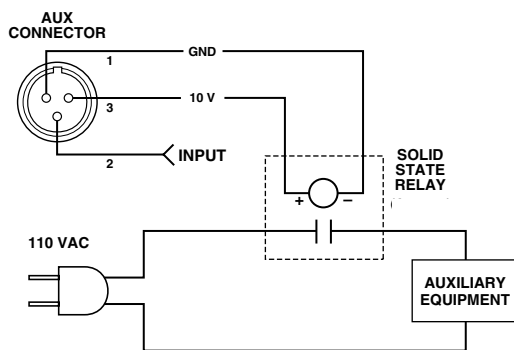 AUX
CONNECTOR
1
GND
3
10 V
2
INPUT
SOLID
STATE
RELAY
+
−
110 VAC
AUXILIARY
EQUIPMENT